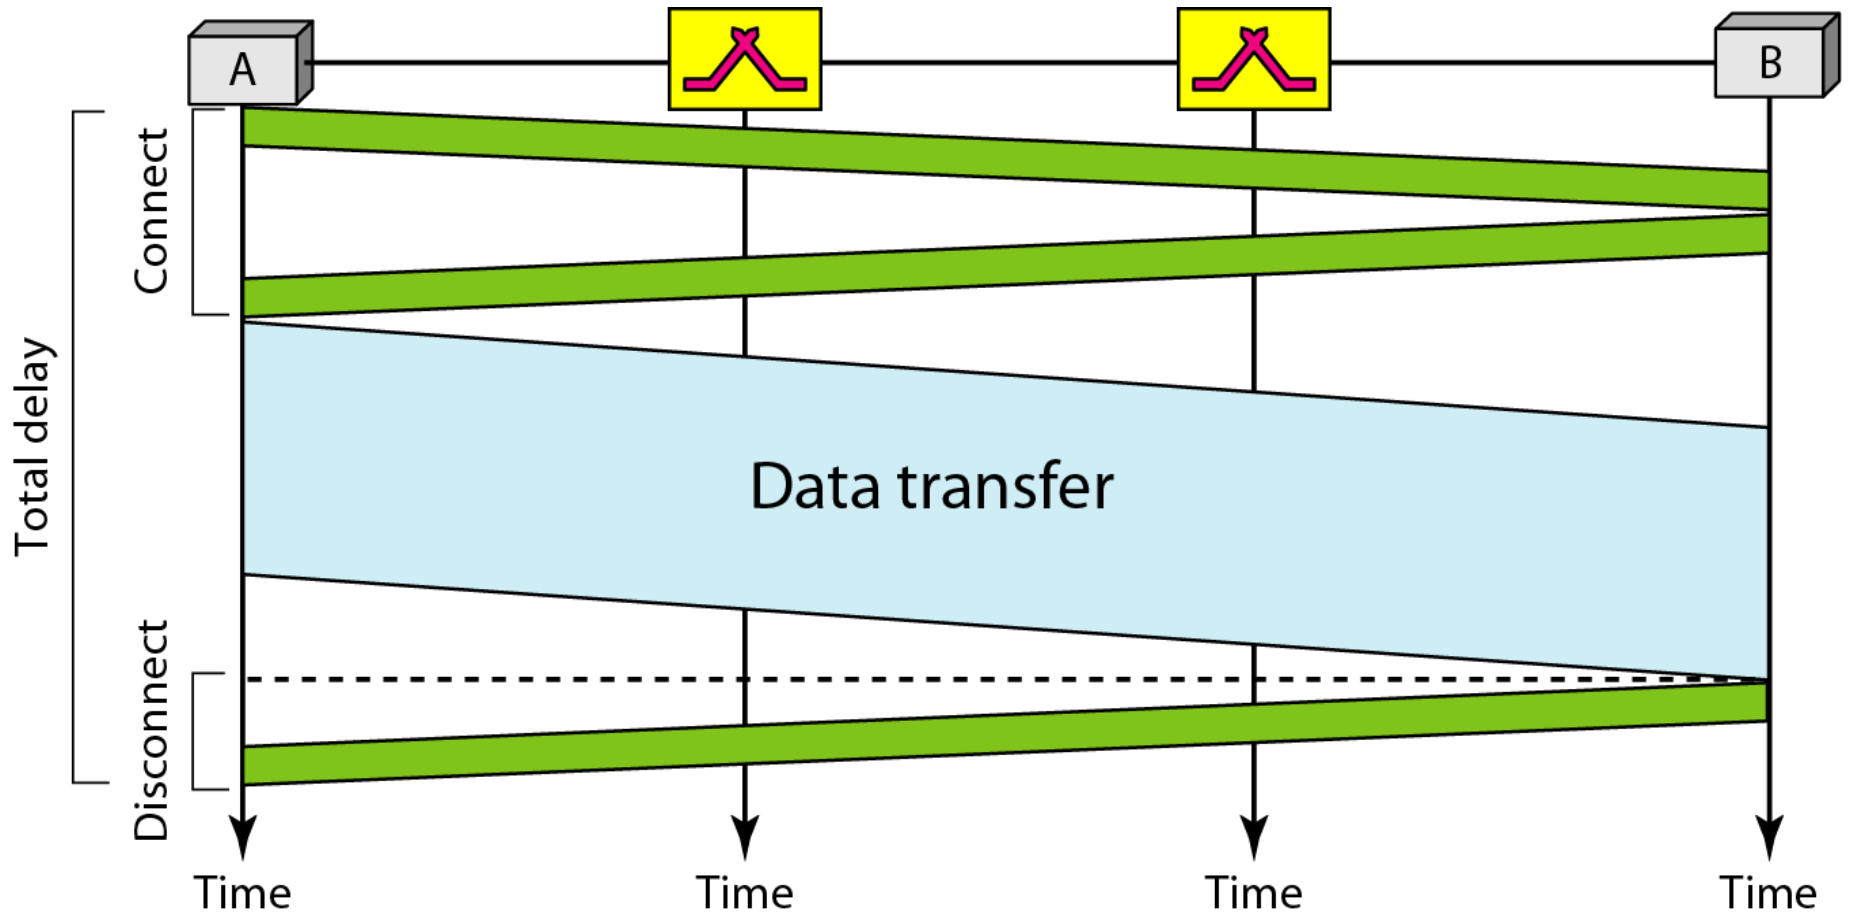 A
B
Connect
Total delay
Data transfer
Disconnect
Time
Time
Time
Time